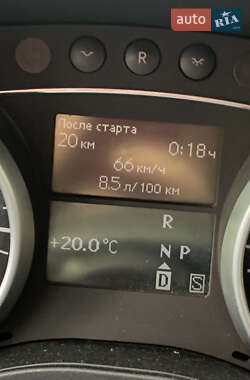 auto RIA
R
После старта
20 км 0:18ч
66 км/ч
8.5 л/100 км
R
+20.0°C N P
D S